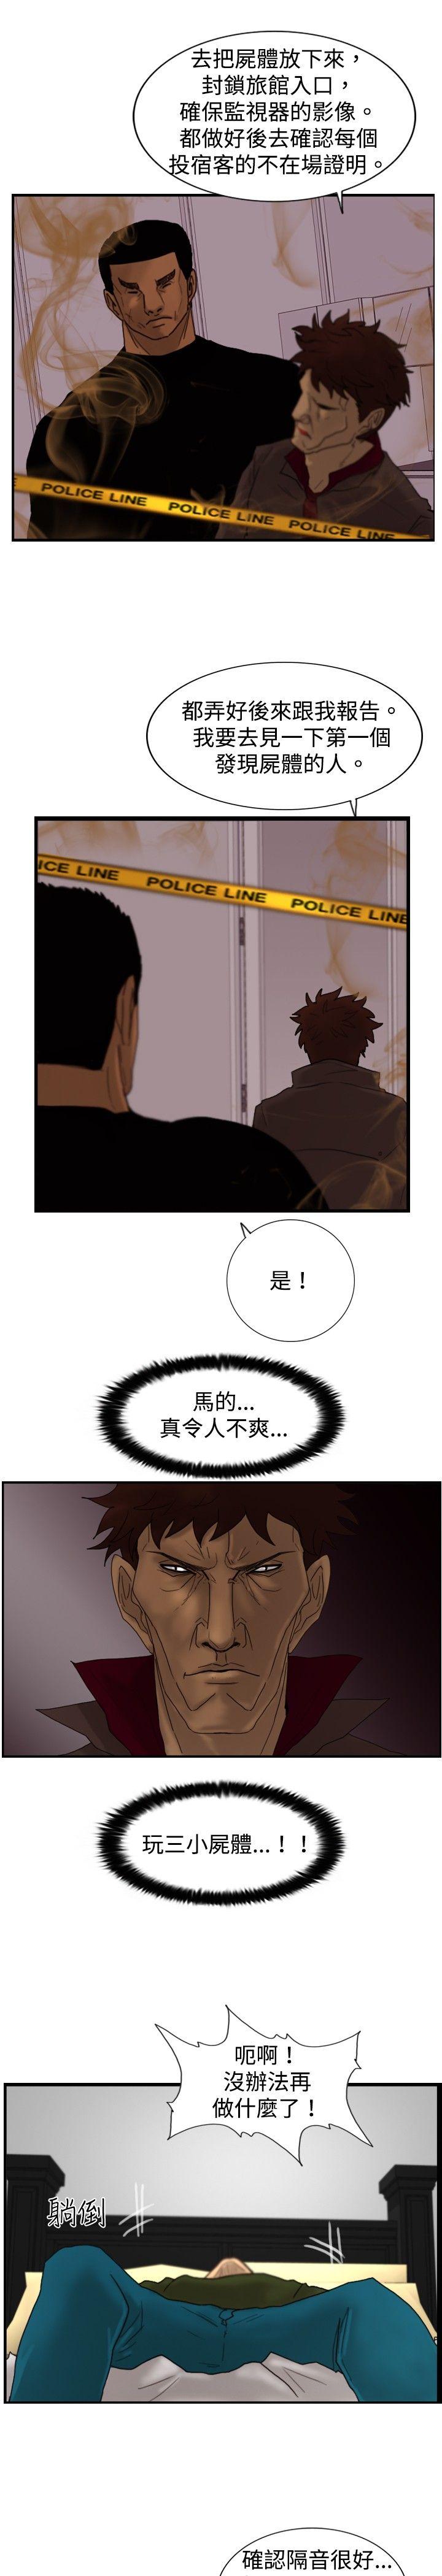 去把屍體放下來，
封鎖旅館入口，
確保監視器的影像。
都做好後去確認每個
投宿客的不在場證明。
POLICE LINE
POLICE LINE
POLICE LINE
都弄好後來跟我報告。
我要去見一下第一個
發現屍體的人。
ICE LINE
POLICE LINE
POLICE LINE
是！
馬的...
真令人不爽...
玩三小屍體...！！
呃啊！
沒辦法再
做什麼了！
躺倒
確認隔音很好...